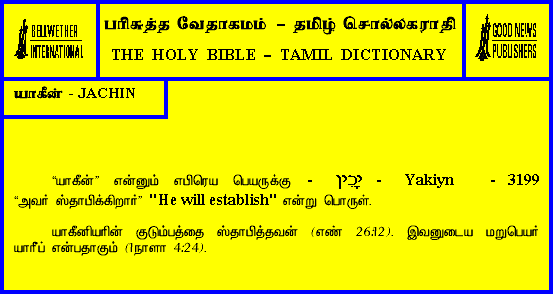 BELLWETHER
INTERNATIONAL
பரிசுத்த வேதாகமம் – தமிழ் சொல்லகராதி
THE HOLY BIBLE – TAMIL DICTIONARY
GOOD NEWS
PUBLISHERS
யாகீன் - JACHIN
“யாகீன்” என்னும் எபிரெய பெயருக்கு - יָכִין - Yakiyn - 3199
“அவர் ஸ்தாபிக்கிறார்” "He will establish" என்று பொருள்.
யாகீனியரின் குடும்பத்தை ஸ்தாபித்தவன் (எண் 26:12). இவனுடைய மறுபெயர்
யாரீப் என்பதாகும் (1நாளா 4:24).